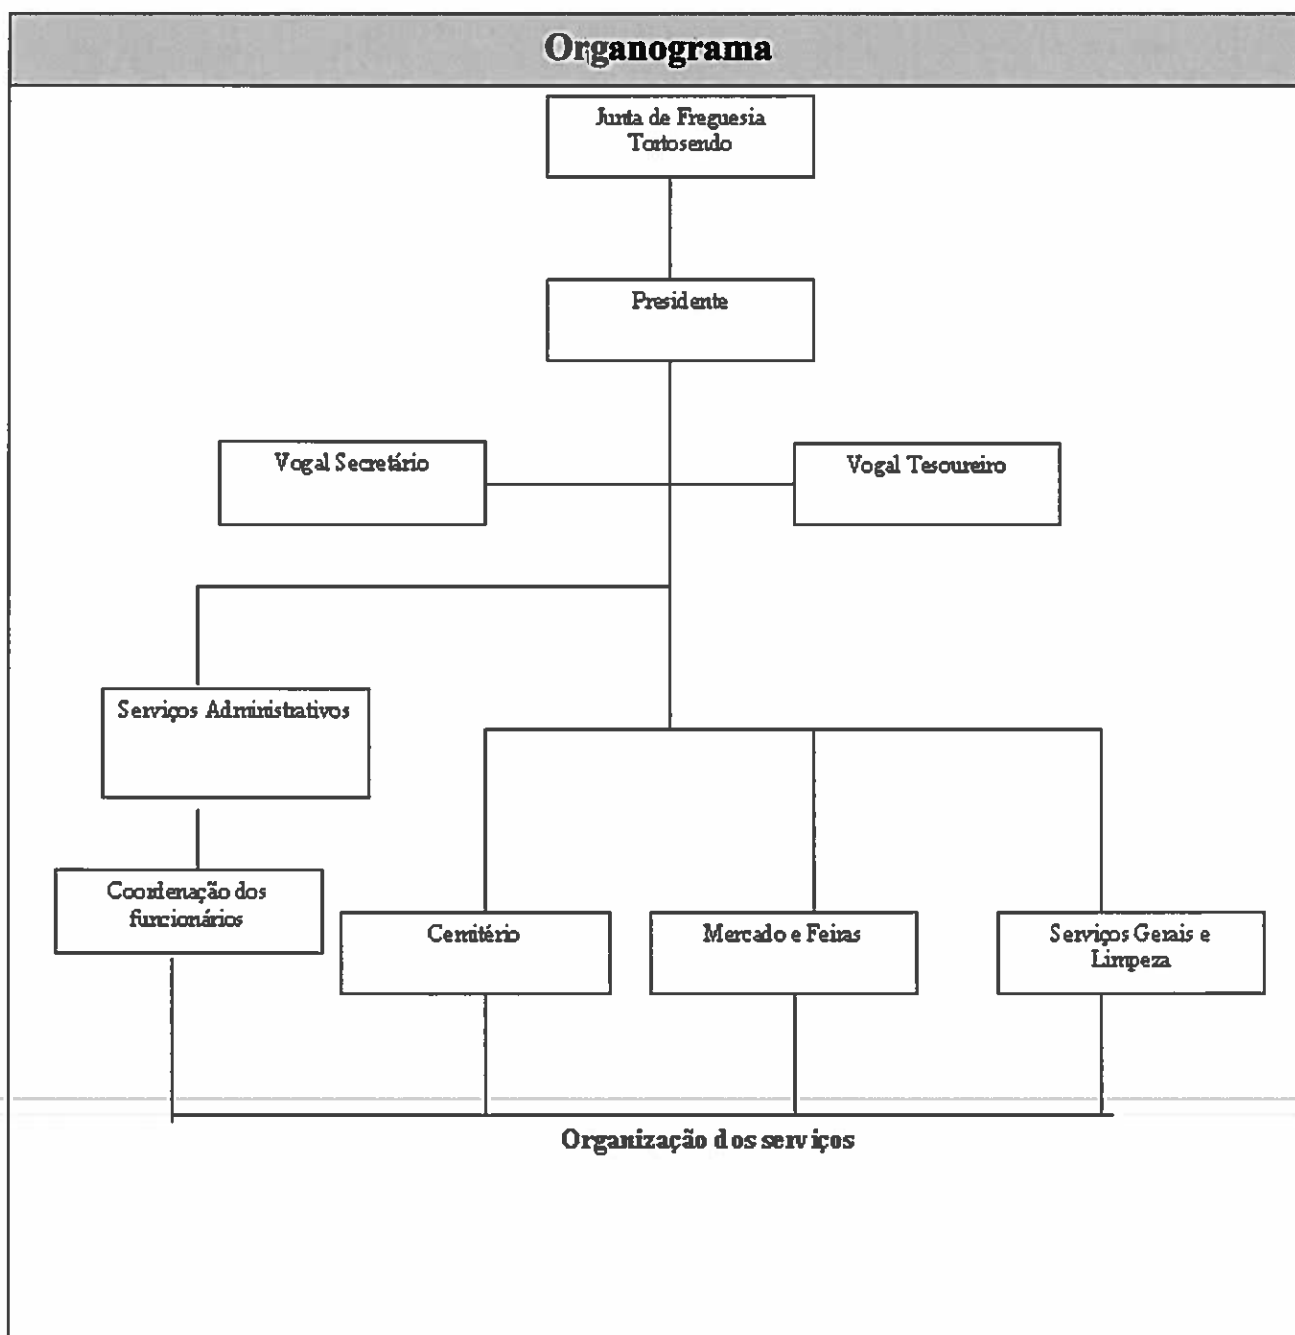 Organograma
Junta de Freguesia
Tortosendo
Presidente
Vogal Secretário
Vogal Tesoureiro
Serviços Administrativos
Coordenação dos
funcionários
Cemitério
Mercado e Feiras
Serviços Gerais e
Limpeza
Organização dos serviços